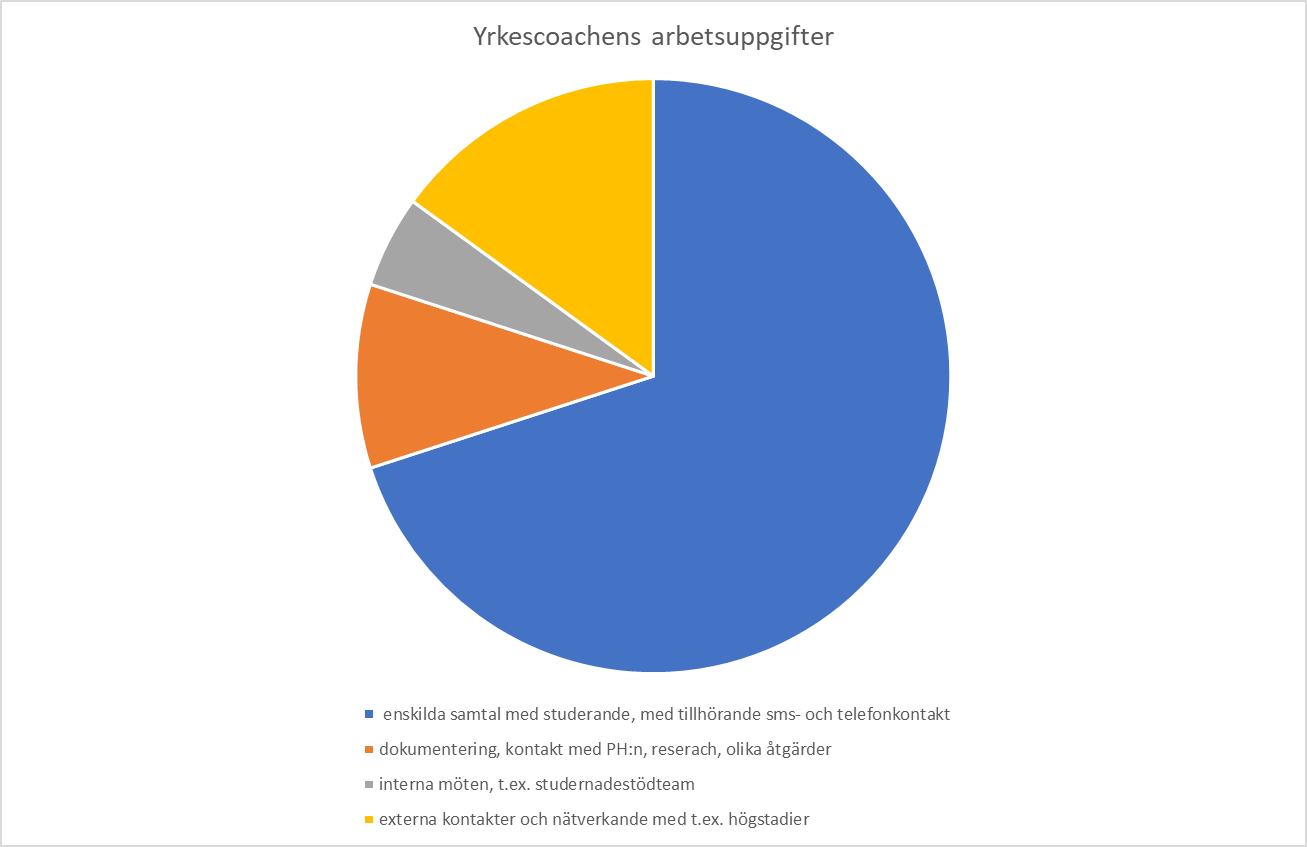 Yrkescoachens arbetsuppgifter
enskilda samtal med studerande, med tillhörande sms- och telefonkontakt
dokumentering, kontakt med PH:n, reserach, olika åtgärder
interna möten, t.ex. studernadestödteam
externa kontakter och nätverkande med t.ex. högstadier